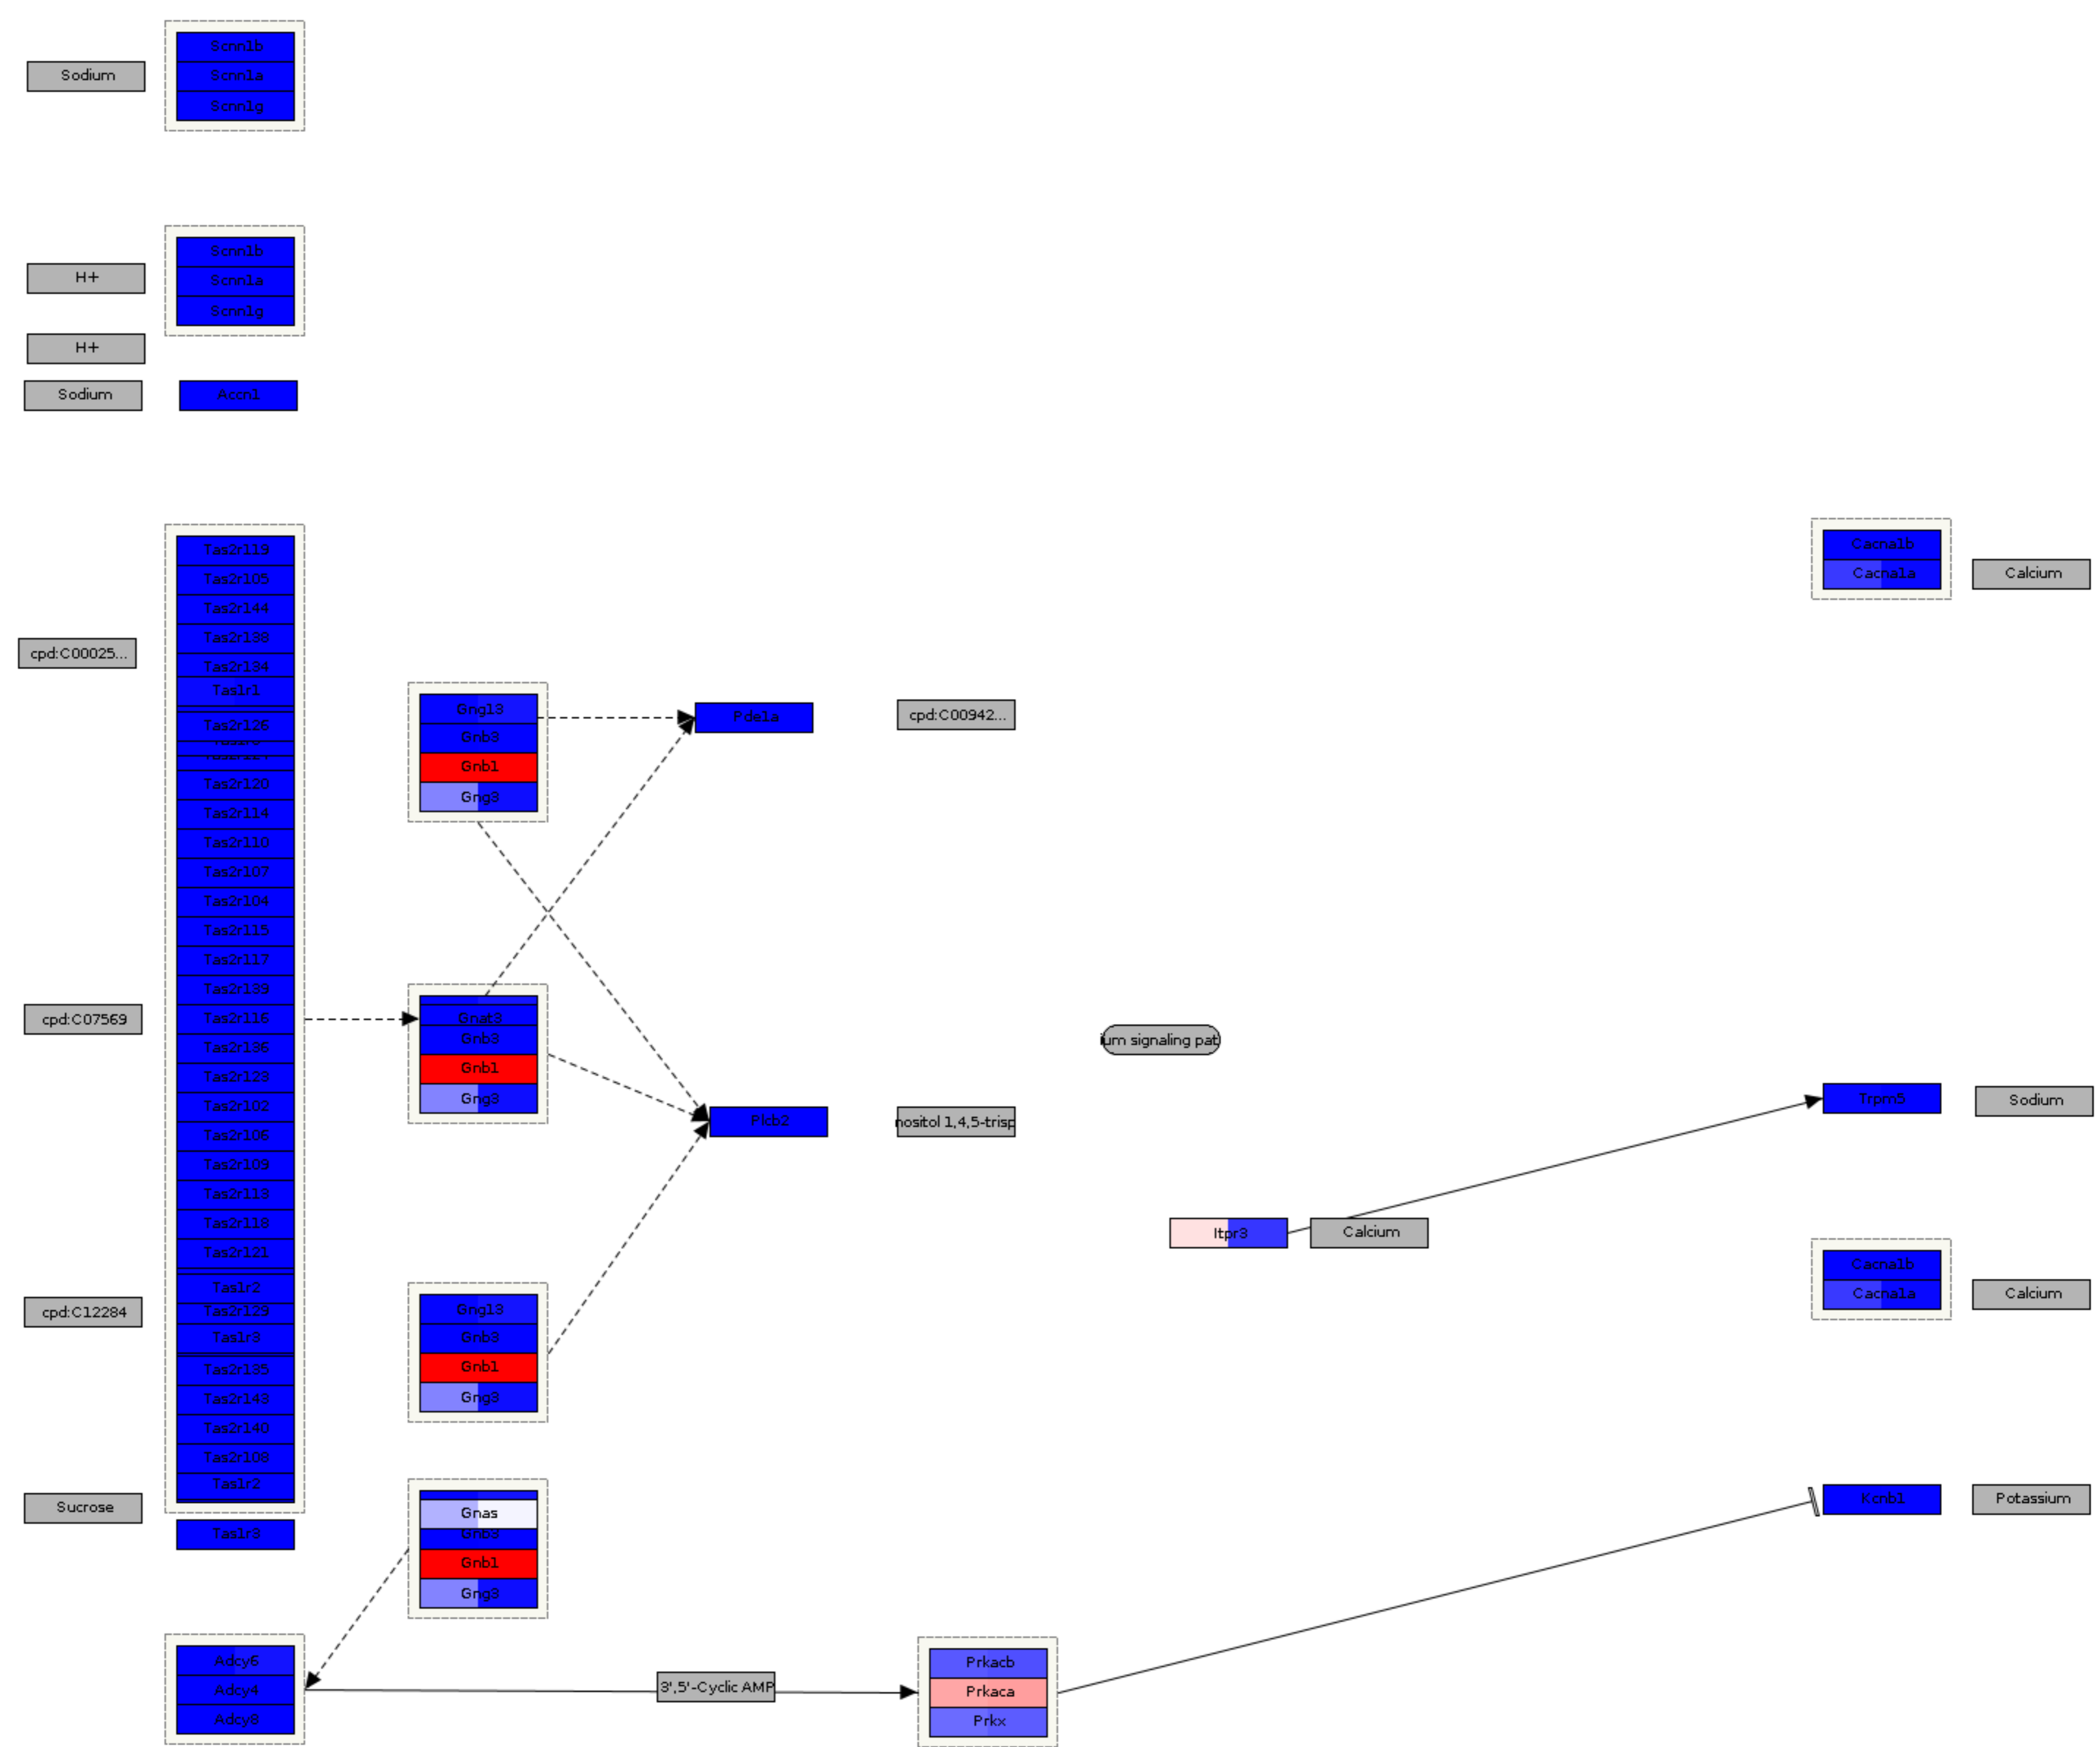 Scnn1b
Sodium
Scnn1a
Scnn1g
Scnn1b
H+
Scnn1a
Scnn1g
H+
Sodium
Accn1
Tas2r119
Tas2r105
Tas2r144
Tas2r138
Tas2r134
cpd:C00025...
Tas1r1
Tas2r126
Tas2r120
Tas2r114
Tas2r110
Tas2r107
Tas2r104
Tas2r115
Tas2r117
Tas2r139
cpd:C07569
Tas2r116
Tas2r136
Tas2r123
Tas2r102
Tas2r106
Tas2r109
Tas2r113
Tas2r118
Tas2r121
Tas1r2
cpd:C12284
Tas2r129
Tas1r3
Tas2r135
Tas2r143
Tas2r140
Tas2r108
Tas1r2
Sucrose
Tas1r3
Adcy6
Adcy4
Adcy8
Gng13
Gnb3
Gnb1
Gng3
Gnat3
Gnb3
Gnb1
Gng3
Gng13
Gnb3
Gnb1
Gng3
Gnas
Gnb3
Gnb1
Gng3
Pde1a
cpd:C00942...
Plcb2
nositol 1,4,5-trisp
ium signaling pat
Itpr3
Calcium
3',5'-Cyclic AMP
Prkacb
Prkaca
Prkx
Cacna1b
Cacna1a
Calcium
Trpm5
Sodium
Cacna1b
Cacna1a
Calcium
Kcnb1
Potassium